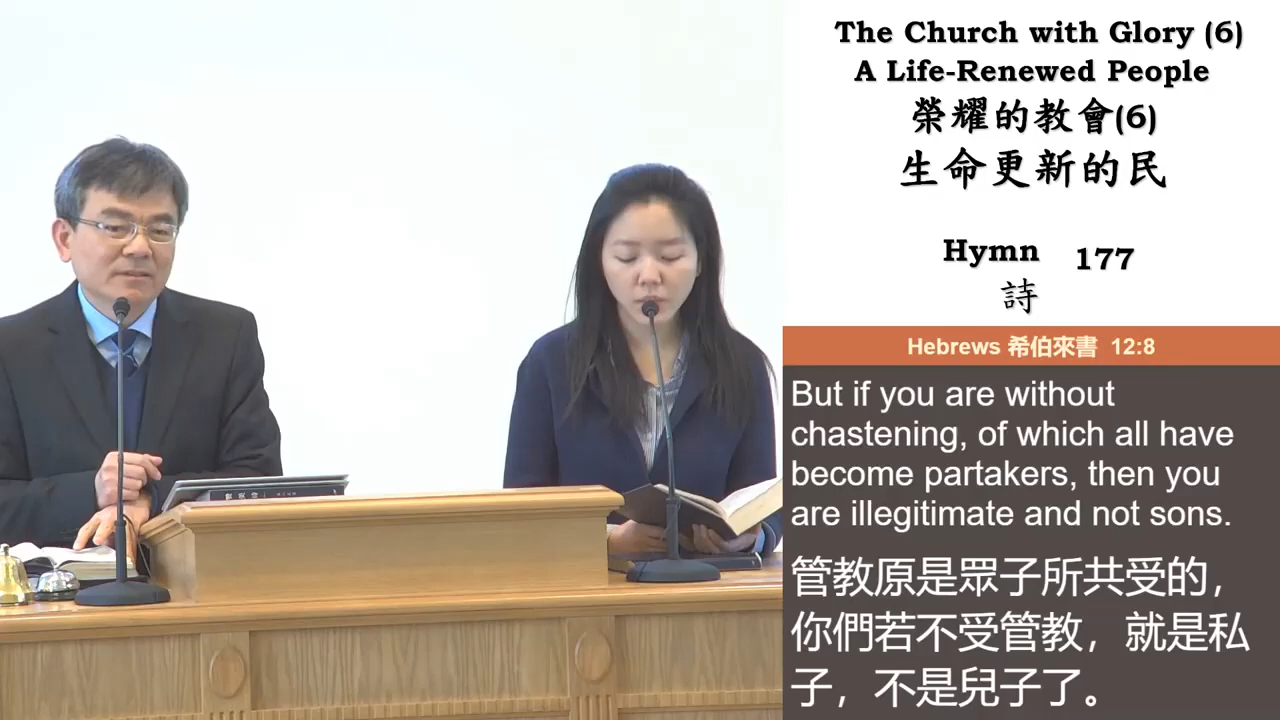 The Church with Glory (6)
A Life-Renewed People
榮耀的教會(6)
生命更新的民
Hymn 177
詩
Hebrews 希伯來書 12:8
But if you are without
chastening, of which all have
become partakers, then you
are illegitimate and not sons.
管教原是眾子所共受的，
你們若不受管教，就是私
子，不是兒子了。